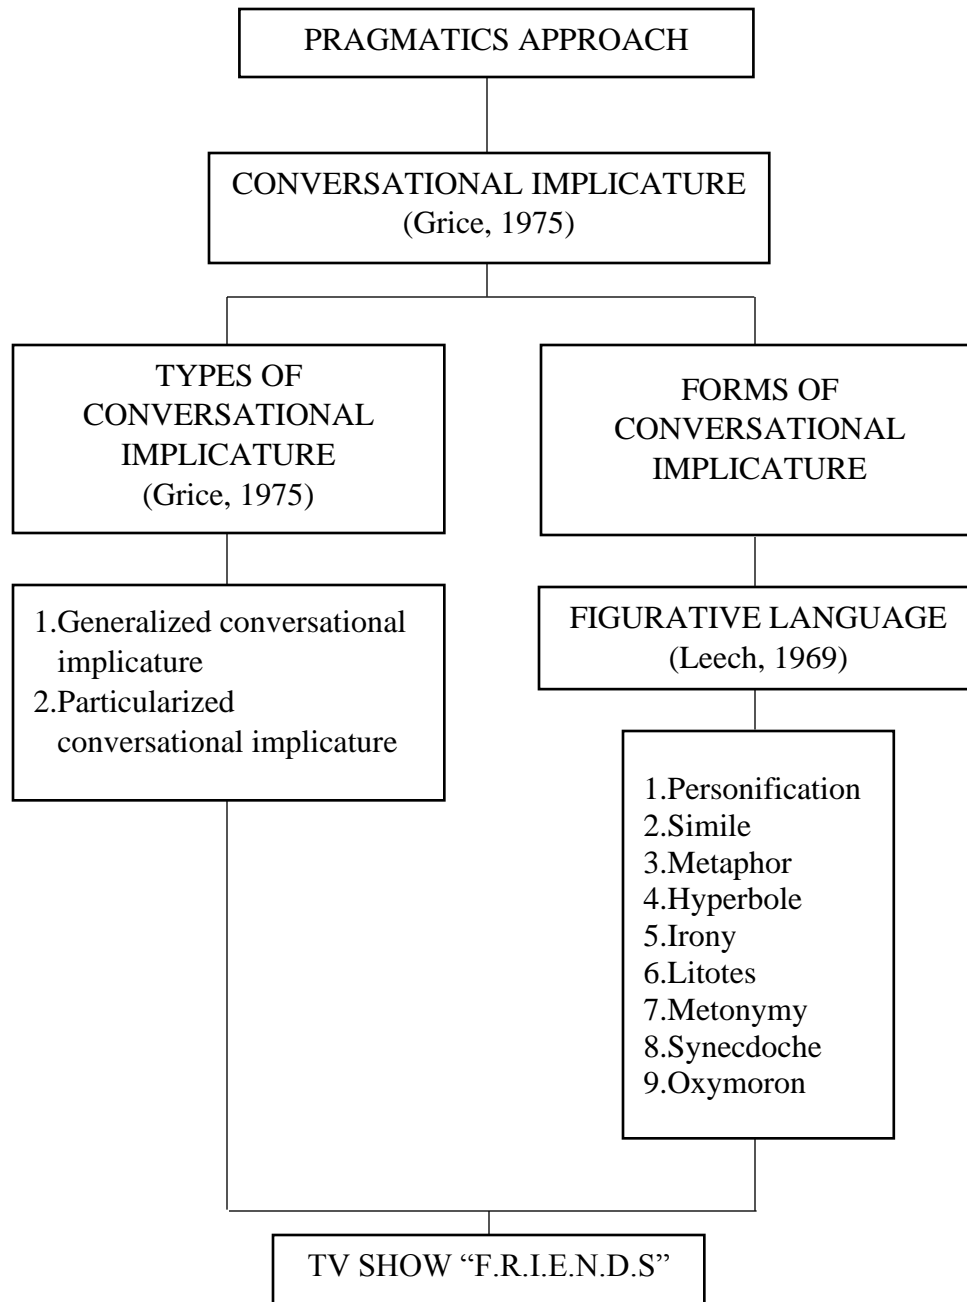 PRAGMATICS APPROACH
CONVERSATIONAL IMPLICATURE
(Grice, 1975)
TYPES OF
CONVERSATIONAL
IMPLICATURE
(Grice, 1975)
1.Generalized conversational
implicature
2.Particularized
conversational implicature
FORMS OF
CONVERSATIONAL
IMPLICATURE
FIGURATIVE LANGUAGE
(Leech, 1969)
1.Personification
2.Simile
3.Metaphor
4.Hyperbole
5.Irony
6.Litotes
7.Metonymy
8.Synecdoche
9.Oxymoron
TV SHOW “F.R.I.E.N.D.S”